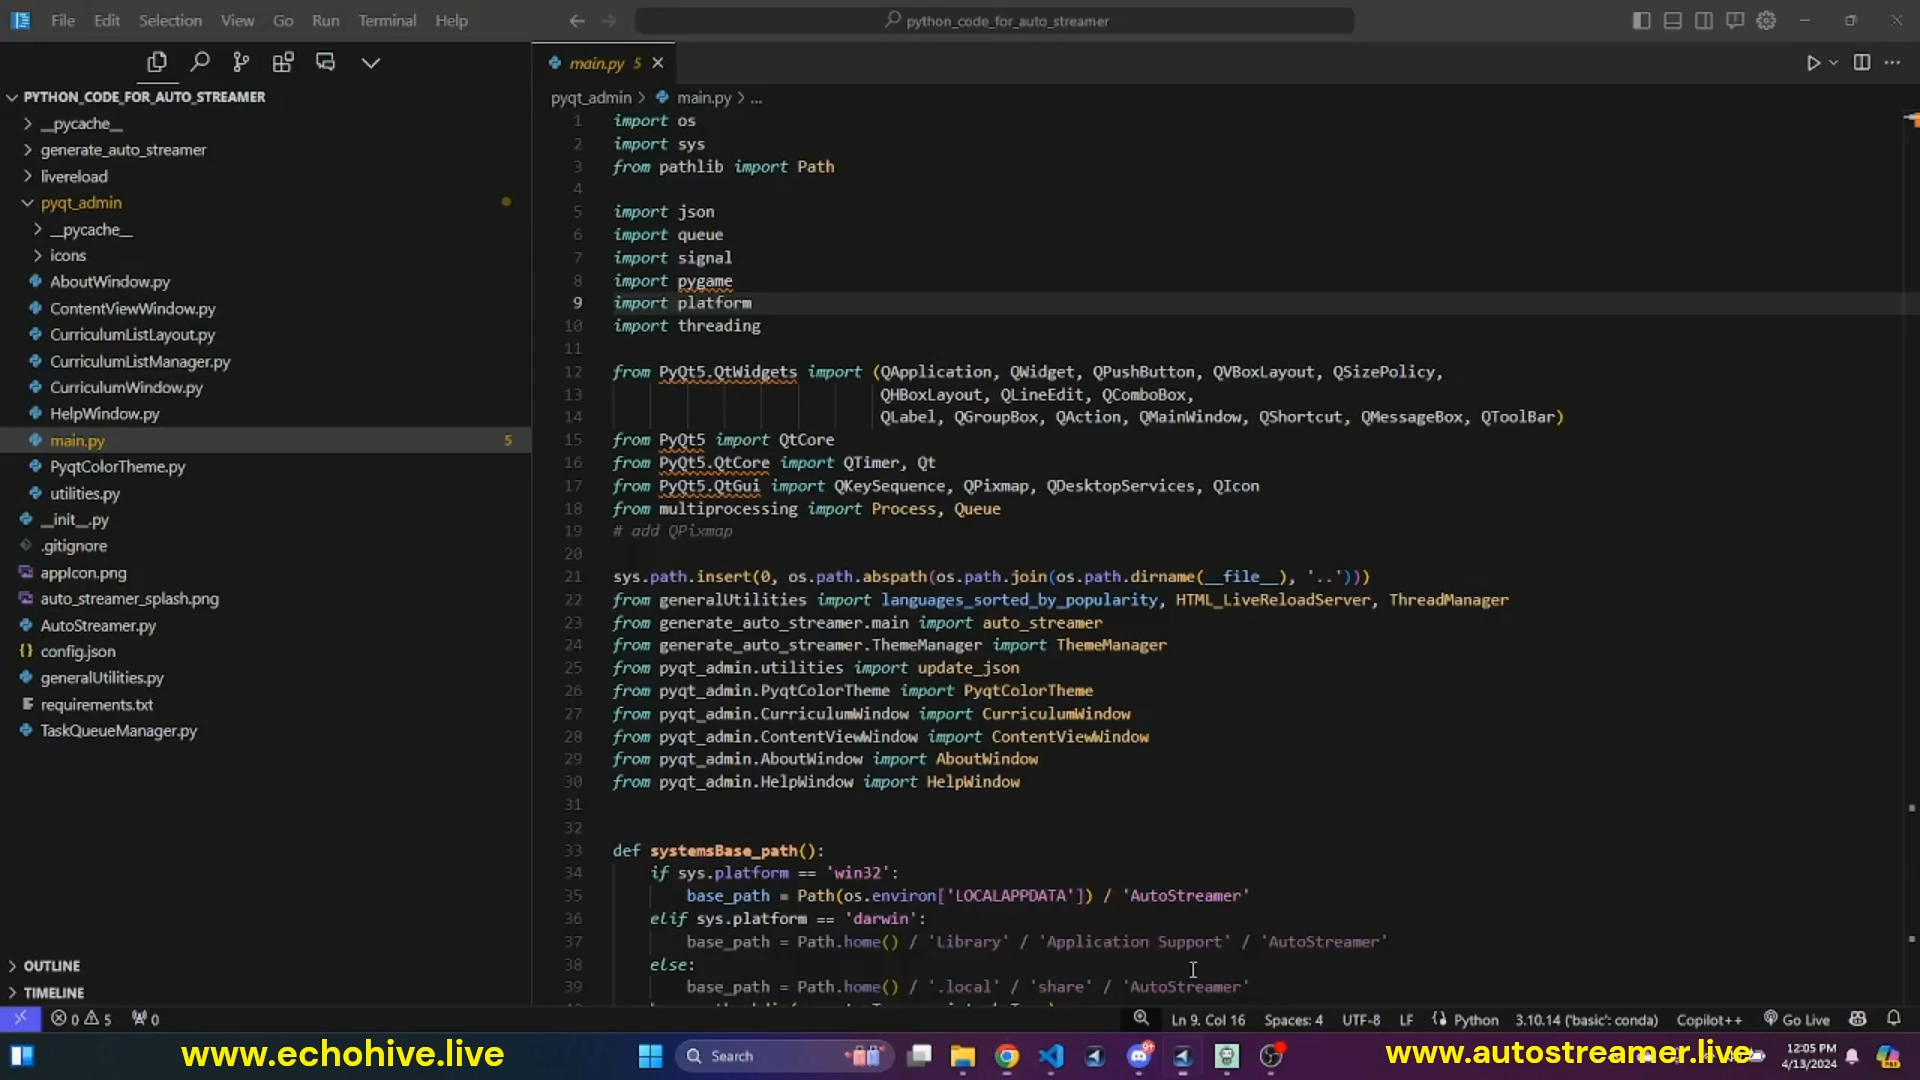 File Edit Selection View Go Run Terminal Help
python_code_for_auto_streamer
PYTHON_CODE_FOR_AUTO_STREAMER
__pycache__
generate_auto_streamer
livereload
pyqt_admin
__pycache__
icons
AboutWindow.py
ContentViewWindow.py
CurriculumListLayout.py
CurriculumListManager.py
CurriculumWindow.py
HelpWindow.py
main.py 5
PyqtColorTheme.py
utilities.py
__init__.py
.gitignore
appIcon.png
auto_streamer_splash.png
AutoStreamer.py
config.json
generalUtilities.py
requirements.txt
TaskQueueManager.py
OUTLINE
TIMELINE
main.py 5
pyqt_admin > main.py > ...
1 import os
2 import sys
3 from pathlib import Path
4
5 import json
6 import queue
7 import signal
8 import pygame
9 import platform
10 import threading
11
12 from PyQt5.QtWidgets import (QApplication, QWidget, QPushButton, QVBoxLayout, QSizePolicy,
13 QHBoxLayout, QLineEdit, QComboBox,
14 QLabel, QGroupBox, QAction, QMainWindow, QShortcut, QMessageBox, QToolBar)
15 from PyQt5 import QtCore
16 from PyQt5.QtCore import QTimer, Qt
17 from PyQt5.QtGui import QKeySequence, QPixmap, QDesktopServices, QIcon
18 from multiprocessing import Process, Queue
19 # add QPixmap
20
21 sys.path.insert(0, os.path.abspath(os.path.join(os.path.dirname(__file__), '..')))
22 from generalUtilities import languages_sorted_by_popularity, HTML_LiveReloadServer, ThreadManager
23 from generate_auto_streamer.main import auto_streamer
24 from generate_auto_streamer.ThemeManager import ThemeManager
25 from pyqt_admin.utilities import update_json
26 from pyqt_admin.PyqtColorTheme import PyqtColorTheme
27 from pyqt_admin.CurriculumWindow import CurriculumWindow
28 from pyqt_admin.ContentViewWindow import ContentViewWindow
29 from pyqt_admin.AboutWindow import AboutWindow
30 from pyqt_admin.HelpWindow import HelpWindow
31
32
33 def systemsBase_path():
34 if sys.platform == 'win32':
35 base_path = Path(os.environ['LOCALAPPDATA']) / 'AutoStreamer'
36 elif sys.platform == 'darwin':
37 base_path = Path.home() / 'Library' / 'Application Support' / 'AutoStreamer'
38 else:
39 base_path = Path.home() / '.local' / 'share' / 'AutoStreamer'
0 5 0 Ln 9, Col 16 Spaces: 4 UTF-8 LF Python 3.10.14 ('basic': conda) Copilot++ Go Live
www.echohive.live
Search
www.autostreamer.live
12:05 PM
4/13/2024